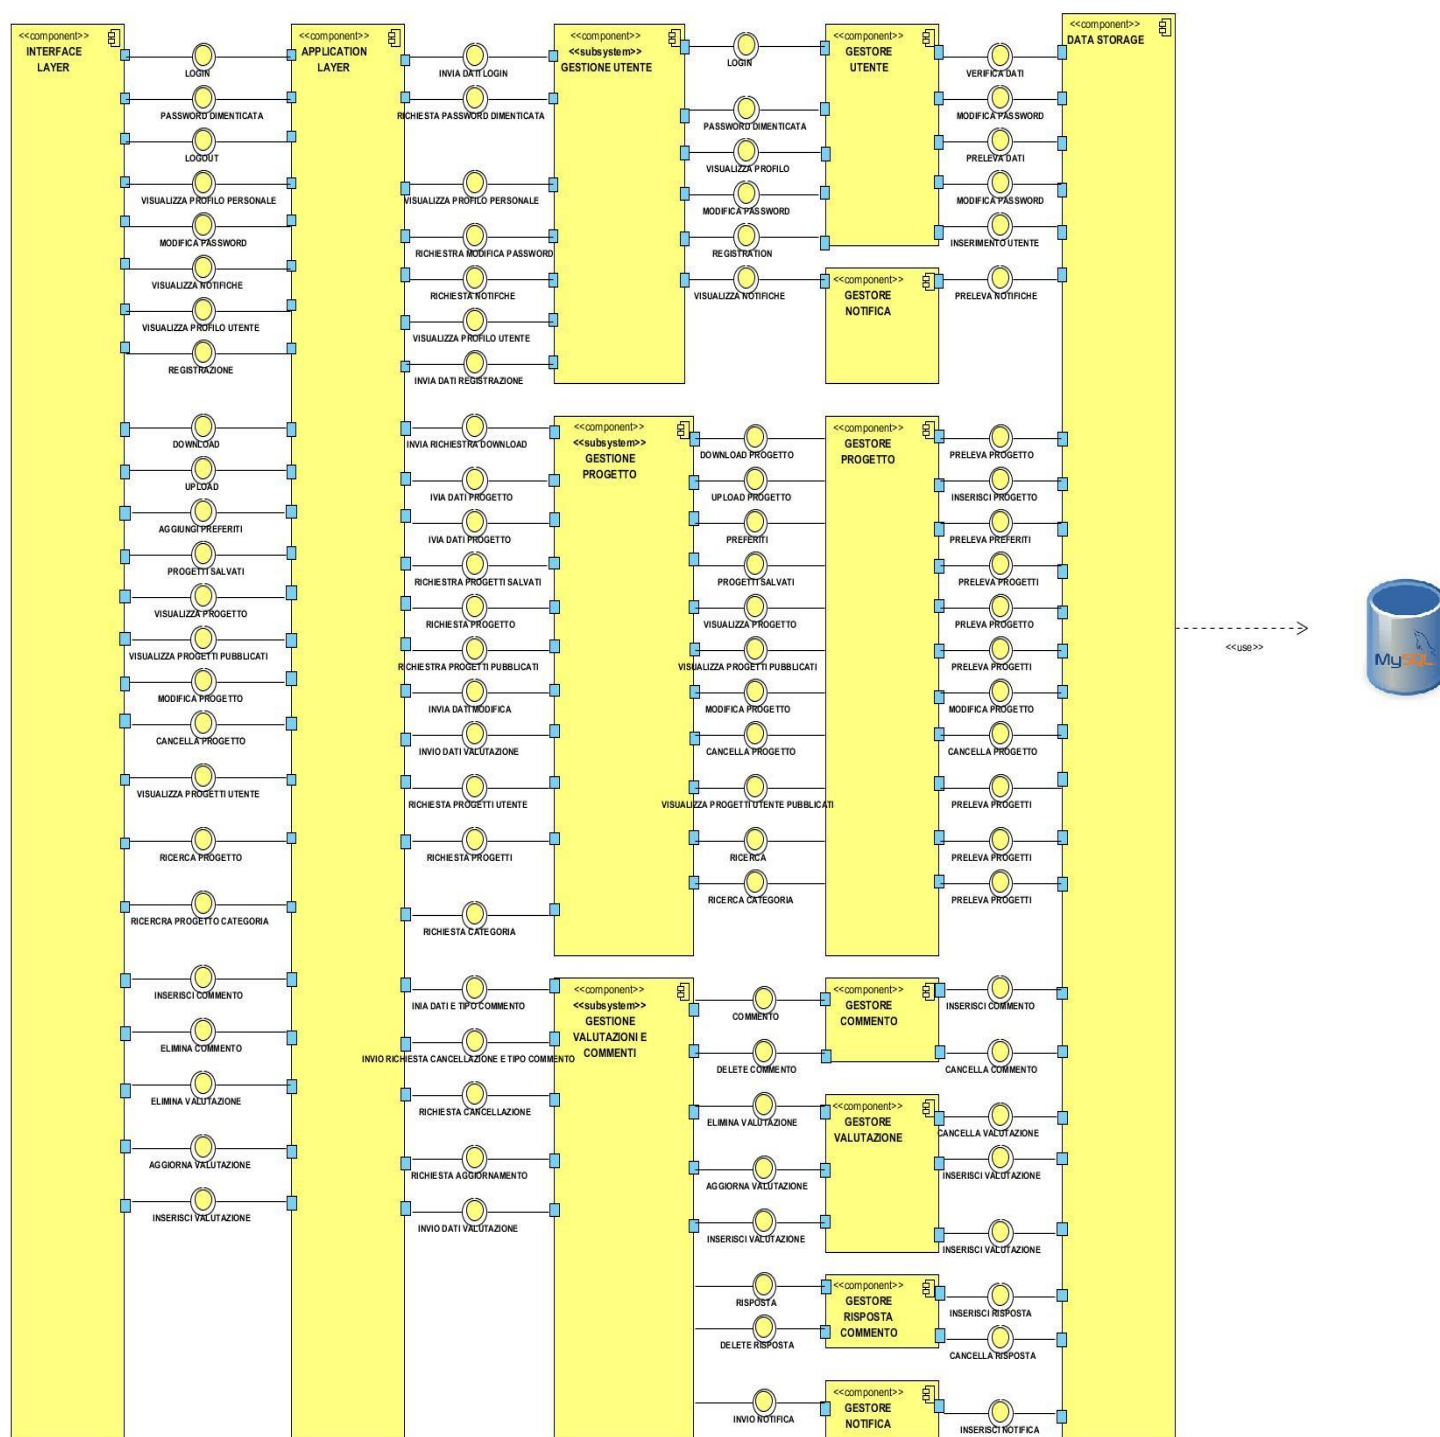 <<component>>
INTERFACE
LAYER
LOGIN
PASSWORD DIMENTICATA
LOGOUT
VISUALIZZA PROFILO PERSONALE
MODIFICA PASSWORD
VISUALIZZA NOTIFICHE
VISUALIZZA PROFILO UTENTE
REGISTRAZIONE
DOWNLOAD
UPLOAD
AGGIUNGI PREFERITI
PROGETTI SALVATI
VISUALIZZA PROGETTO
VISUALIZZA PROGETTI PUBBLICATI
MODIFICA PROGETTO
CANCELLA PROGETTO
VISUALIZZA PROGETTI UTENTE
RICERCA PROGETTO
RICERCRA PROGETTO CATEGORIA
INSERISCI COMMENTO
ELIMINA COMMENTO
ELIMINA VALUTAZIONE
AGGIORNA VALUTAZIONE
INSERISCI VALUTAZIONE
<<component>>
APPLICATION
LAYER
INVIA DATI LOGIN
RICHIESTA PASSWORD DIMENTICATA
VISUALIZZA PROFILO PERSONALE
RICHIESTRA MODIFICA PASSWORD
RICHIESTA NOTIFCHE
VISUALIZZA PROFILO UTENTE
INVIA DATI REGISTRAZIONE
INVIA RICHIESTRA DOWNLOAD
IVIA DATI PROGETTO
IVIA DATI PROGETTO
RICHIESTRA PROGETTI SALVATI
RICHIESTA PROGETTO
RICHIESTRA PROGETTI PUBBLICATI
INVIA DATI MODIFICA
INVIO DATI VALUTAZIONE
RICHIESTA PROGETTI UTENTE
RICHIESTA PROGETTI
RICHIESTA CATEGORIA
INIA DATI E TIPO COMMENTO
INVIO RICHIESTA CANCELLAZIONE E TIPO COMMENTO
RICHIESTA CANCELLAZIONE
RICHIESTA AGGIORNAMENTO
INVIO DATI VALUTAZIONE
<<component>>
<<subsystem>>
GESTIONE UTENTE
LOGIN
PASSWORD DIMENTICATA
VISUALIZZA PROFILO
MODIFICA PASSWORD
REGISTRATION
VISUALIZZA NOTIFICHE
<<component>>
GESTORE
UTENTE
VERIFICA DATI
MODIFICA PASSWORD
PRELEVA DATI
MODIFICA PASSWORD
INSERIMENTO UTENTE
<<component>>
GESTORE
NOTIFICA
PRELEVA NOTIFICHE
<<component>>
<<subsystem>>
GESTIONE
PROGETTO
DOWNLOAD PROGETTO
UPLOAD PROGETTO
PREFERITI
PROGETTI SALVATI
VISUALIZZA PROGETTO
VISUALIZZA PROGETTI PUBBLICATI
MODIFICA PROGETTO
CANCELLA PROGETTO
VISUALIZZA PROGETTI UTENTE PUBBLICATI
RICERCA
RICERCA CATEGORIA
<<component>>
GESTORE
PROGETTO
PRELEVA PROGETTO
INSERISCI PROGETTO
PRELEVA PREFERITI
PRELEVA PROGETTI
PRLEVA PROGETTO
PRELEVA PROGETTI
MODIFICA PROGETTO
CANCELLA PROGETTO
PRELEVA PROGETTI
PRELEVA PROGETTI
PRELEVA PROGETTI
<<component>>
<<subsystem>>
GESTIONE
VALUTAZIONI E
COMMENTI
COMMENTO
DELETE COMMENTO
ELIMINA VALUTAZIONE
AGGIORNA VALUTAZIONE
INSERISCI VALUTAZIONE
RISPOSTA
DELETE RISPOSTA
INVIO NOTIFICA
<<component>>
GESTORE
COMMENTO
INSERISCI COMMENTO
CANCELLA COMMENTO
<<component>>
GESTORE
VALUTAZIONE
CANCELLA VALUTAZIONE
INSERISCI VALUTAZIONE
INSERISCI VALUTAZIONE
<<component>>
GESTORE
RISPOSTA
COMMENTO
INSERISCI RISPOSTA
CANCELLA RISPOSTA
<<component>>
GESTORE
NOTIFICA
INSERISCI NOTIFICA
<<component>>
DATA STORAGE
<<use>>
MySQL